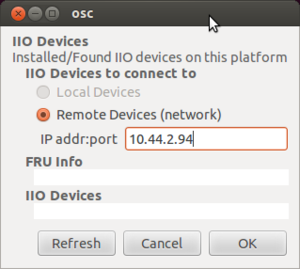 osc
IIO Devices
Installed/Found IIO devices on this platform
IIO Devices to connect to
Local Devices
Remote Devices (network)
IP addr:port 10.44.2.94
FRU Info
IIO Devices
Refresh Cancel OK